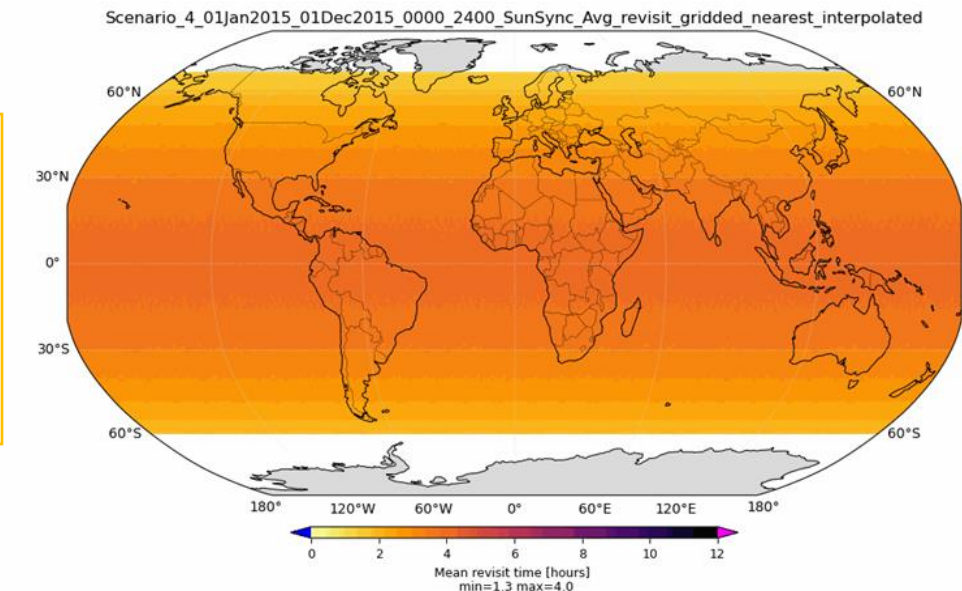 Scenario_4_01Jan2015_01Dec2015_0000_2400_SunSync_Avg_revisit_gridded_nearest_interpolated
60°N 60°N
30°N
0°
30°S
60°S 60°S
180° 120°W 60°W 0° 60°E 120°E 180°
0 2 4 6 8 10 12
Mean revisit time [hours]
min=1.3 max=4.0